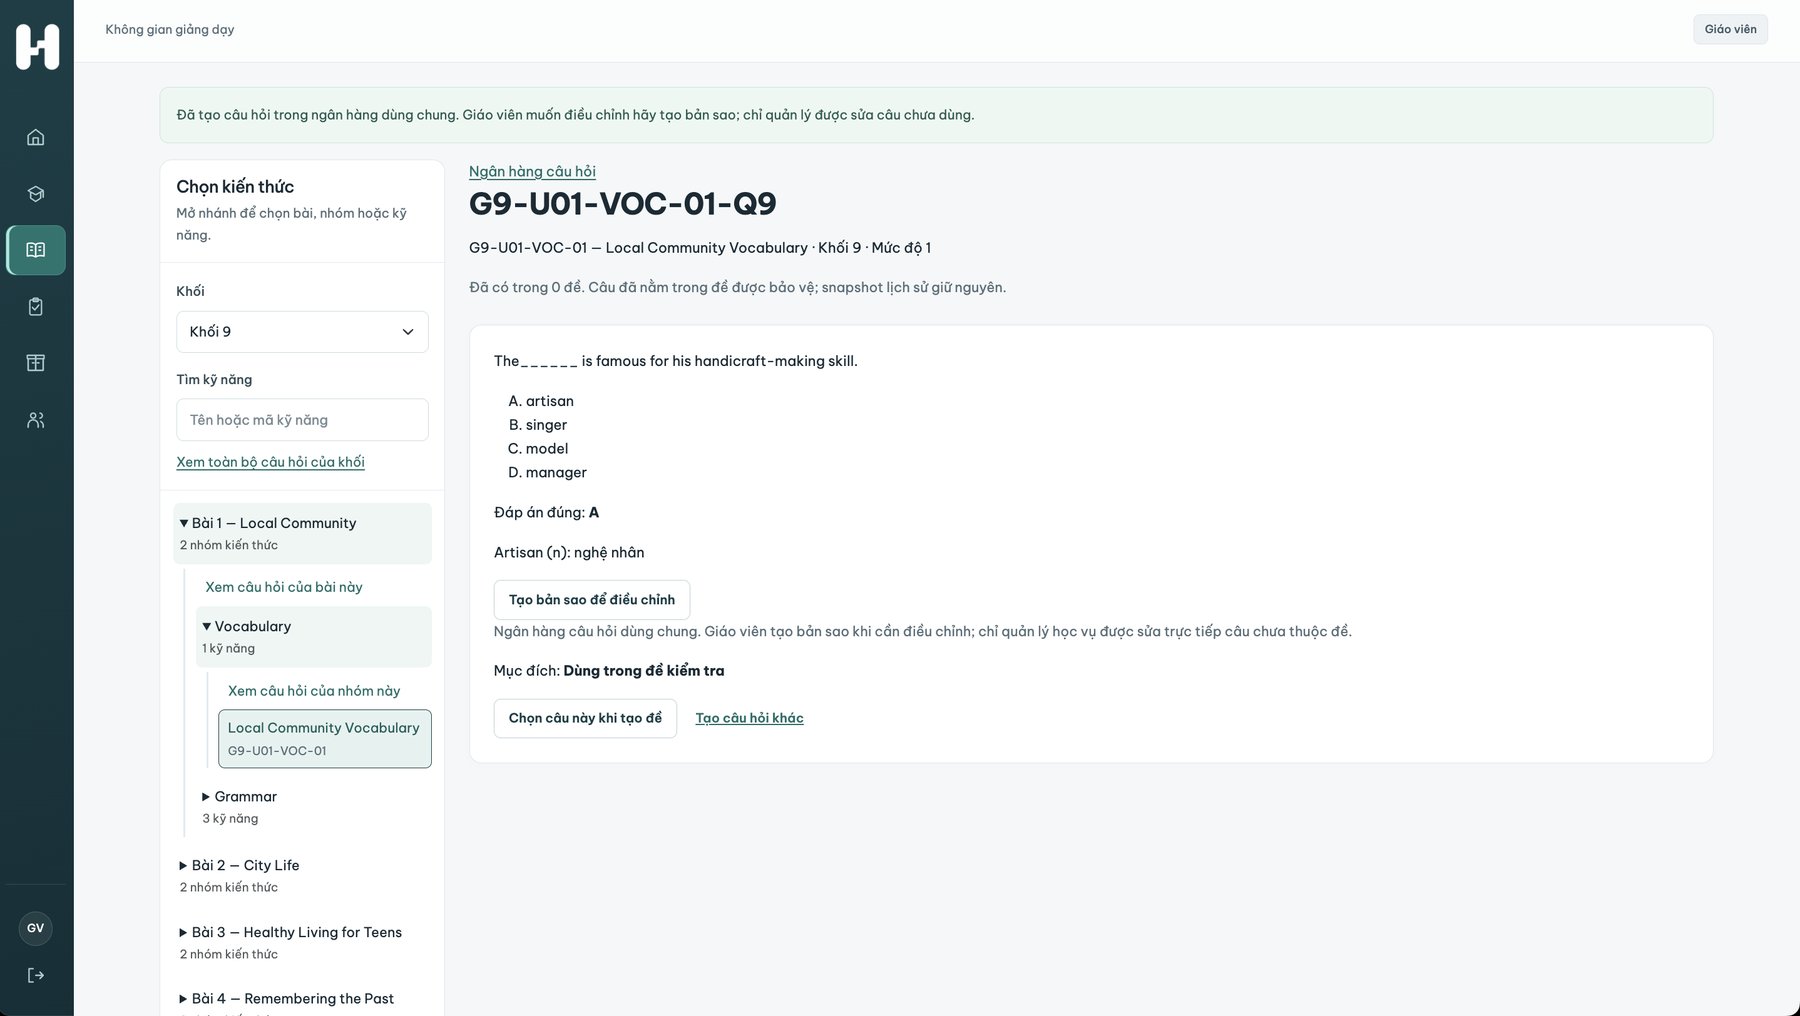 Không gian giảng dạy
Giáo viên
Đã tạo câu hỏi trong ngân hàng dùng chung. Giáo viên muốn điều chỉnh hãy tạo bản sao; chỉ quản lý được sửa câu chưa dùng.
Chọn kiến thức
Mở nhánh để chọn bài, nhóm hoặc kỹ
năng.
Khối
Khối 9
Tìm kỹ năng
Tên hoặc mã kỹ năng
Xem toàn bộ câu hỏi của khối
▼ Bài 1 — Local Community
2 nhóm kiến thức
Xem câu hỏi của bài này
▼ Vocabulary
1 kỹ năng
Xem câu hỏi của nhóm này
Local Community Vocabulary
G9-U01-VOC-01
▶ Grammar
3 kỹ năng
▶ Bài 2 — City Life
2 nhóm kiến thức
▶ Bài 3 — Healthy Living for Teens
2 nhóm kiến thức
▶ Bài 4 — Remembering the Past
GV
Ngân hàng câu hỏi
G9-U01-VOC-01-Q9
G9-U01-VOC-01 — Local Community Vocabulary · Khối 9 · Mức độ 1
Đã có trong 0 đề. Câu đã nằm trong đề được bảo vệ; snapshot lịch sử giữ nguyên.
The______ is famous for his handicraft-making skill.
A. artisan
B. singer
C. model
D. manager
Đáp án đúng: A
Artisan (n): nghệ nhân
Tạo bản sao để điều chỉnh
Ngân hàng câu hỏi dùng chung. Giáo viên tạo bản sao khi cần điều chỉnh; chỉ quản lý học vụ được sửa trực tiếp câu chưa thuộc đề.
Mục đích: Dùng trong đề kiểm tra
Chọn câu này khi tạo đề
Tạo câu hỏi khác